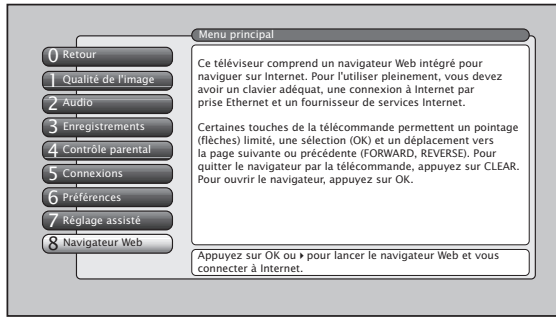 Menu principal
0 Retour
1 Qualité de l'image
2 Audio
3 Enregistrements
4 Contrôle parental
5 Connexions
6 Préférences
7 Réglage assisté
8 Navigateur Web
Ce téléviseur comprend un navigateur Web intégré pour
naviguer sur Internet. Pour l'utiliser pleinement, vous devez
avoir un clavier adéquat, une connexion à Internet par
prise Ethernet et un fournisseur de services Internet.
Certaines touches de la télécommande permettent un pointage
(flèches) limité, une sélection (OK) et un déplacement vers
la page suivante ou précédente (FORWARD, REVERSE). Pour
quitter le navigateur par la télécommande, appuyez sur CLEAR.
Pour ouvrir le navigateur, appuyez sur OK.
Appuyez sur OK ou ▸ pour lancer le navigateur Web et vous
connecter à Internet.